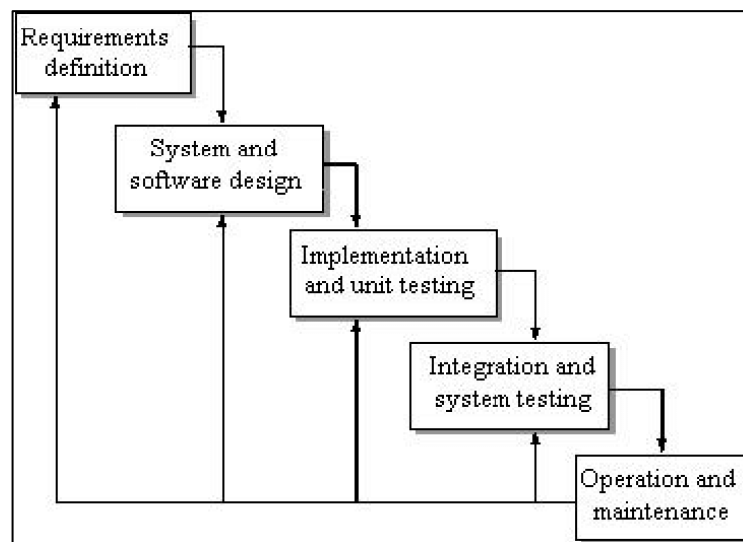 Requirements
definition
System and
software design
Implementation
and unit testing
Integration and
system testing
Operation and
maintenance